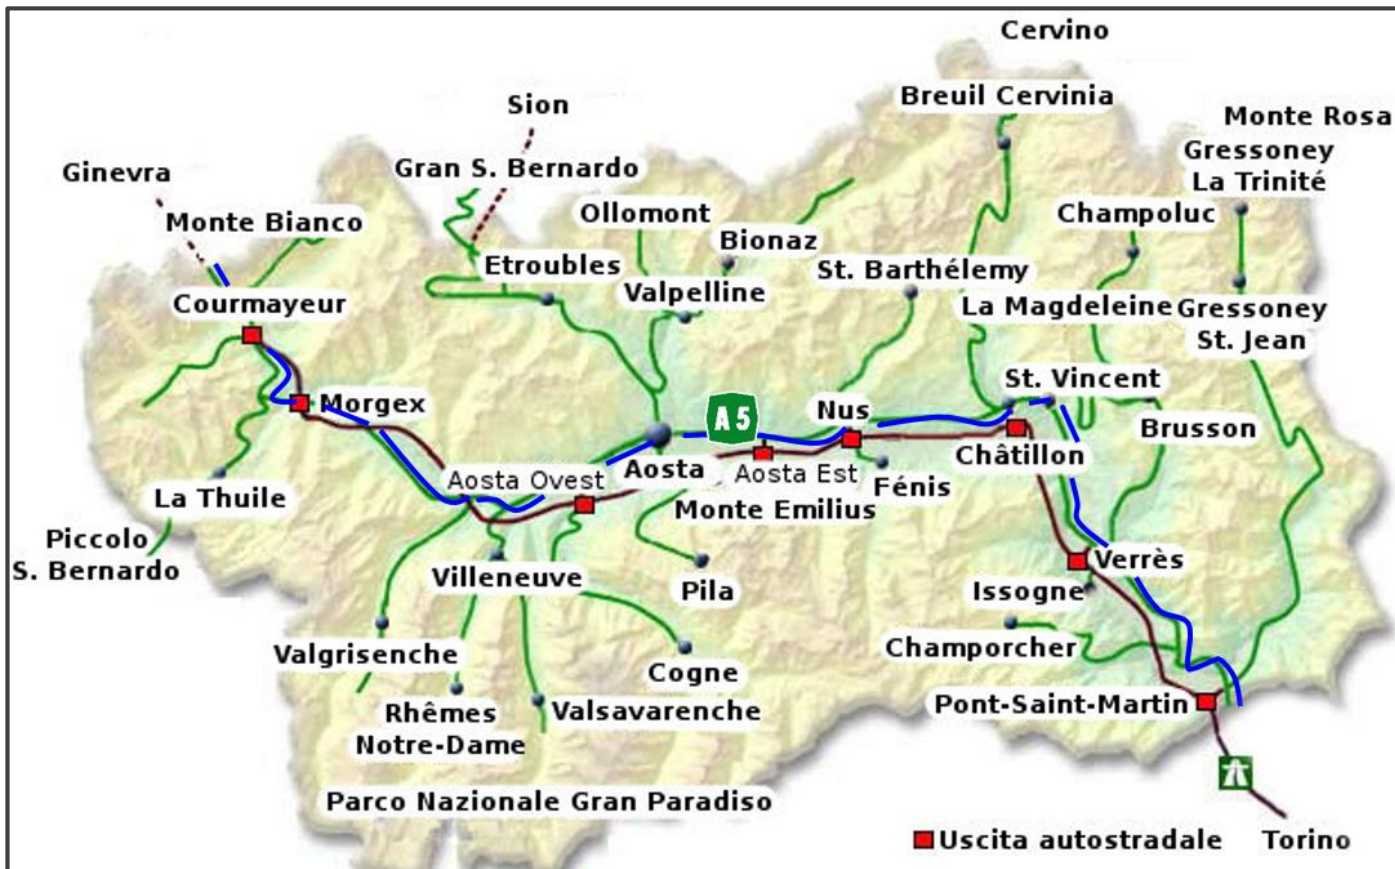 Cervino
Breuil Cervinia
Sion
Monte Rosa
Gressoney
La Trinité
Gran S. Bernardo
Ginevra
Monte Bianco
Ollomont
Champoluc
Bionaz
Etroubles
St. Barthélemy
Valpelline
Courmayeur
La Magdeleine
Gressoney
St. Jean
St. Vincent
Morgex
A5
Nus
Brusson
Châtillon
Aosta Ovest
Aosta
Aosta Est
Fénis
La Thuile
Monte Emilius
Piccolo
S. Bernardo
Verrès
Villeneuve
Pila
Issogne
Champorcher
Valgrisenche
Cogne
Pont-Saint-Martin
Rhêmes
Notre-Dame
Valsavarenche
Parco Nazionale Gran Paradiso
Uscita autostradale
Torino